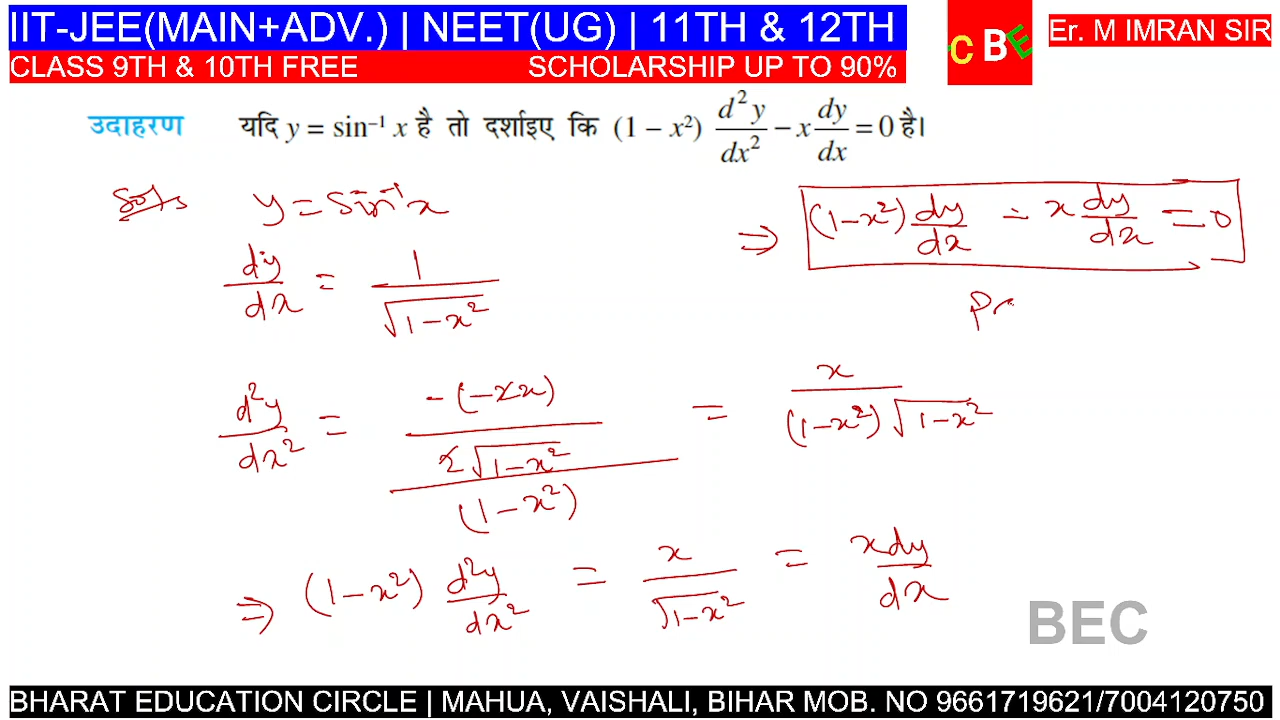 IIT-JEE(MAIN+ADV.) | NEET(UG) | 11TH & 12TH
CBE
Er. M IMRAN SIR
CLASS 9TH & 10TH FREE SCHOLARSHIP UP TO 90%
उदाहरण यदि y = sin⁻¹ x है तो दर्शाइए कि (1 – x²) d²y/dx² – x dy/dx = 0 है।
Soln y = Sin⁻¹x
dy/dx = 1/√(1-x²)
d²y/dx² = (-(-2x)/(2√(1-x²)))/(1-x²) = x/((1-x²)√(1-x²))
⇒ (1-x²) d²y/dx² = x/√(1-x²) = xdy/dx
⇒ (1-x²) dy/dx - x dy/dx = 0
Pr
BEC
BHARAT EDUCATION CIRCLE | MAHUA, VAISHALI, BIHAR MOB. NO 9661719621/7004120750